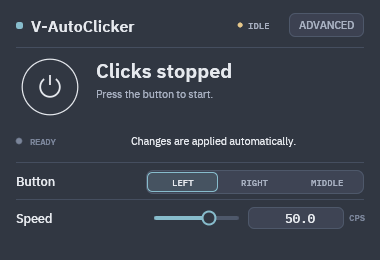 V-AutoClicker IDLE ADVANCED
Clicks stopped
Press the button to start.
READY Changes are applied automatically.
Button LEFT RIGHT MIDDLE
Speed 50.0 CPS